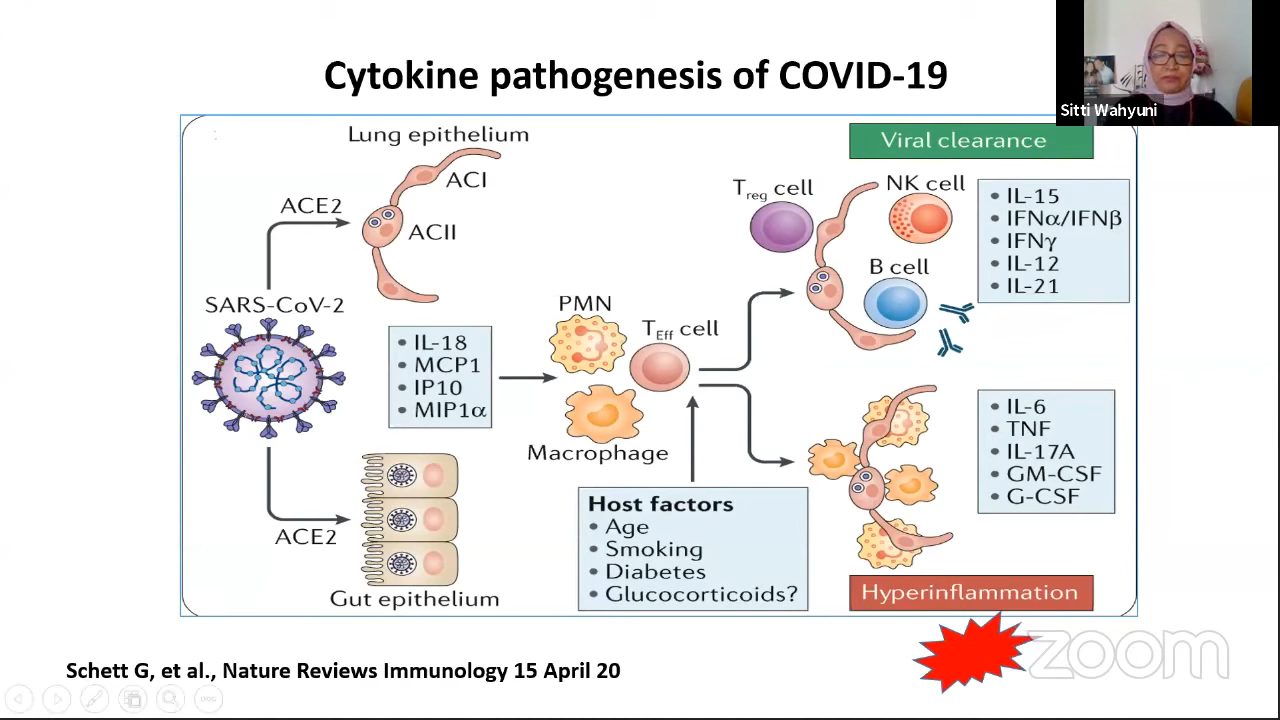 Cytokine pathogenesis of COVID-19
Sitti Wahyuni
Lung epithelium
ACI
ACE2
ACII
SARS-CoV-2
IL-18
MCP1
IP10
MIP1α
ACE2
Gut epithelium
PMN
TEff cell
Macrophage
Host factors
Age
Smoking
Diabetes
Glucocorticoids?
Viral clearance
Treg cell
NK cell
B cell
IL-15
IFNα/IFNβ
IFNγ
IL-12
IL-21
IL-6
TNF
IL-17A
GM-CSF
G-CSF
Hyperinflammation
zoom
Schett G, et al., Nature Reviews Immunology 15 April 20